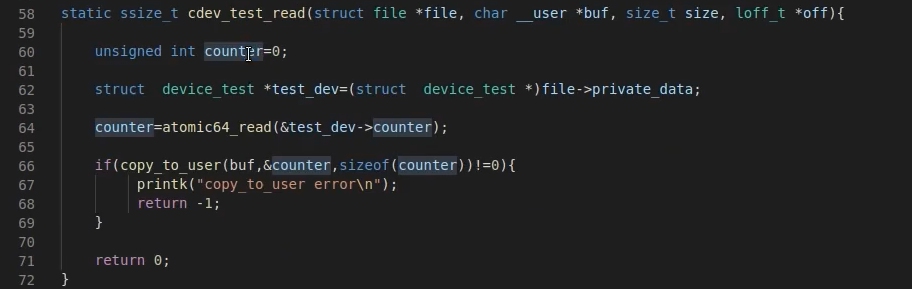 58 static ssize_t cdev_test_read(struct file *file, char __user *buf, size_t size, loff_t *off){
59
60     unsigned int counter=0;
61
62     struct  device_test *test_dev=(struct  device_test *)file->private_data;
63
64     counter=atomic64_read(&test_dev->counter);
65
66     if(copy_to_user(buf,&counter,sizeof(counter))!=0){
67         printk("copy_to_user error\n");
68         return -1;
69     }
70
71     return 0;
72 }